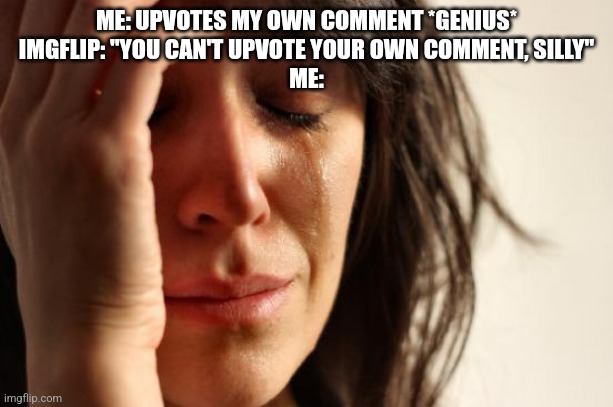 ME: UPVOTES MY OWN COMMENT *GENIUS*
IMGFLIP: "YOU CAN'T UPVOTE YOUR OWN COMMENT, SILLY"
ME:
imgflip.com